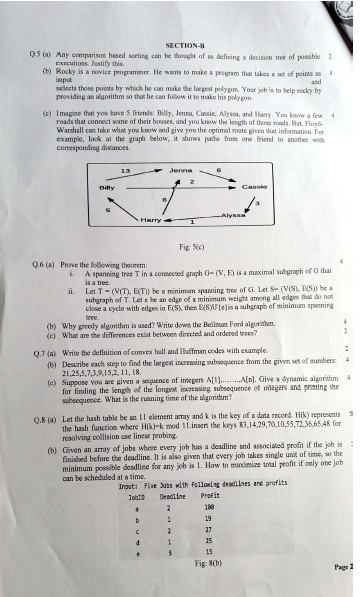 SECTION-B
Q.5 (a) Any comparison based sorting can be thought of as defining a decision tree of possible 2
executions. Justify this.
(b) Rocky is a novice programmer. He wants to make a program that takes a set of points as 4
input and
selects those points by which he can make the largest polygon. Your job is to help rocky by
providing an algorithm so that he can follow it to make his polygon.
(c) Imagine that you have 5 friends: Billy, Jenna, Cassie, Alyssa, and Harry. You know a few 4
roads that connect some of their houses, and you know the length of those roads. But, Floyd-
Warshall can take what you know and give you the optimal route given that information. For
example, look at the graph below, it shows paths from one friend to another with
corresponding distances.
13 Jenna 6
2
Billy Cassie
6
5 3
Alyssa
Harry 1
Fig: 5(c)
Q.6 (a) Prove the following theorem: 4
i. A spanning tree T in a connected graph G= (V, E) is a maximal subgraph of G that
is a tree.
ii. Let T = (V(T), E(T)) be a minimum spanning tree of G. Let S= (V(S), E(S)) be a
subgraph of T. Let e be an edge of a minimum weight among all edges that do not
close a cycle with edges in E(S), then E(S)U{e}is a subgraph of minimum spanning
tree.
(b) Why greedy algorithm is used? Write down the Bellman Ford algorithm. 4
(c) What are the differences exist between directed and ordered trees? 2
Q.7 (a) Write the definition of convex hull and Huffman codes with example. 2
(b) Describe each step to find the largest increasing subsequence from the given set of numbers: 4
21,25,5,7,3,9,15,2, 11, 18.
(c) Suppose you are given a sequence of integers A[1].........A[n]. Give a dynamic algorithm 4
for finding the length of the longest increasing subsequence of integers and printing the
subsequence. What is the running time of the algorithm?
Q.8 (a) Let the hash table be an 11 element array and k is the key of a data record. H(k) represents 5
the hash function where H(k)=k mod 11.insert the keys 83,14,29,70,10,55,72,36,65,48 for
resolving collision use linear probing.
(b) Given an array of jobs where every job has a deadline and associated profit if the job is
finished before the deadline. It is also given that every job takes single unit of time, so the
minimum possible deadline for any job is 1. How to maximize total profit if only one job
can be scheduled at a time.
Input: Five Jobs with following deadlines and profits
JobID Deadline Profit
a 2 100
b 1 19
c 2 27
d 1 25
e 3 15
Fig: 8(b)
Page 2